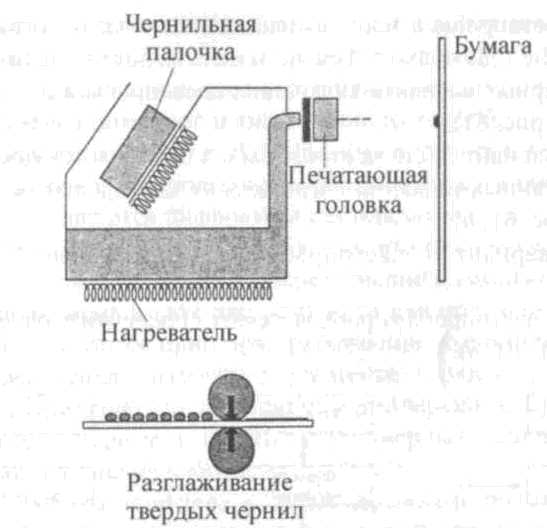 Чернильная
палочка
Бумага
Печатающая
головка
Нагреватель
Разглаживание
твердых чернил